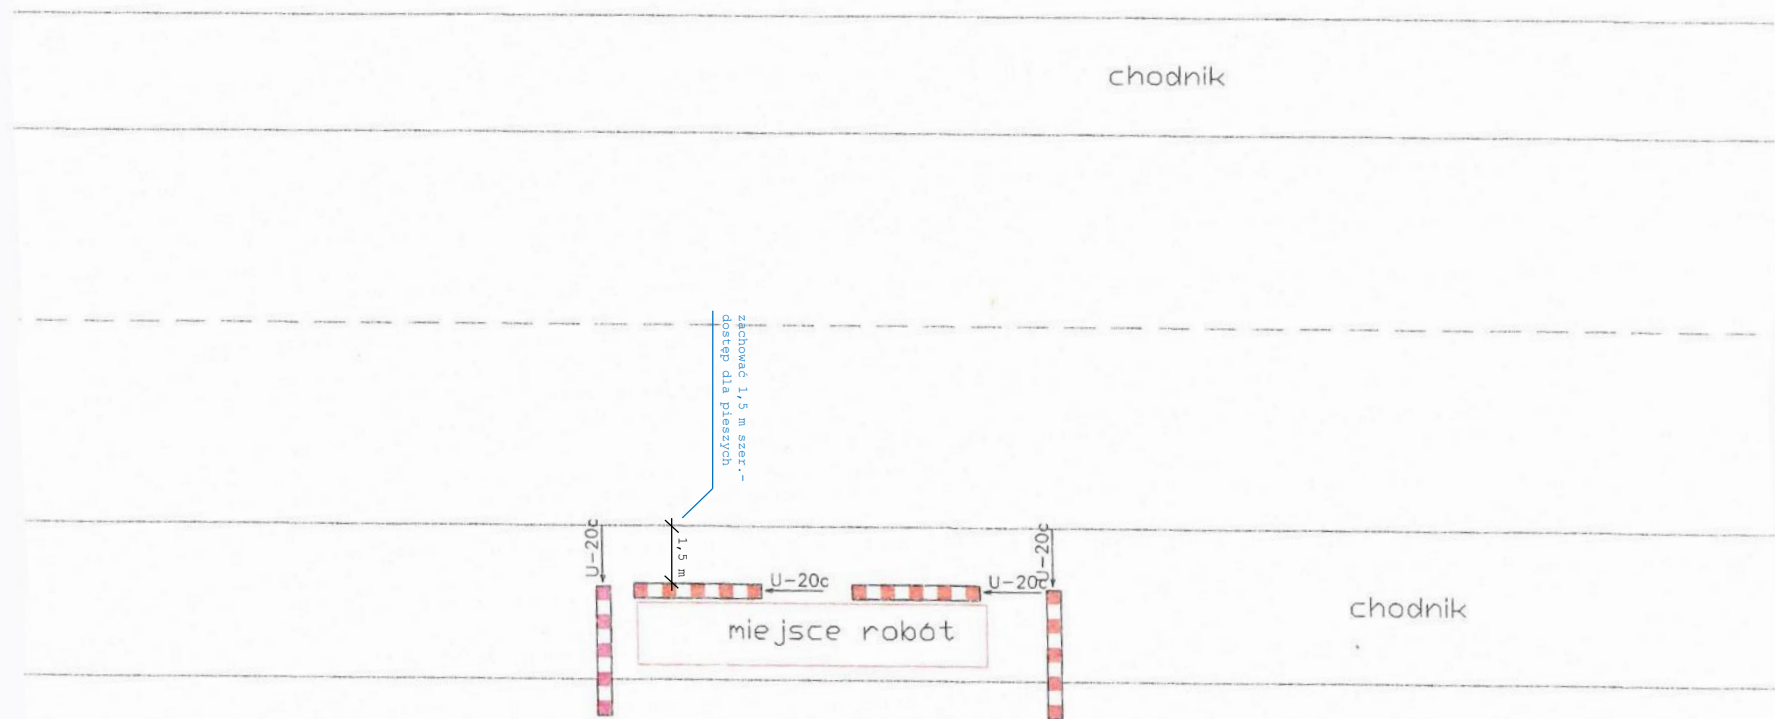 chodnik
zachować 1,5 m szer.-
dostęp dla pieszych
U-20c
1,5 m
U-20c
U-20c
U-20c
miejsce robót
chodnik